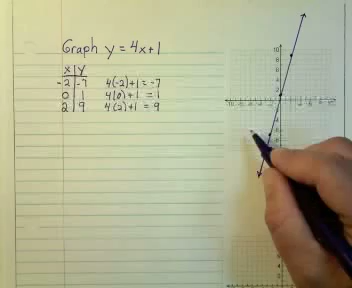 Graph y = 4x+1
x y
-2 -7 4(-2)+1 = -7
0 1 4(0)+1 = 1
2 9 4(2)+1 = 9